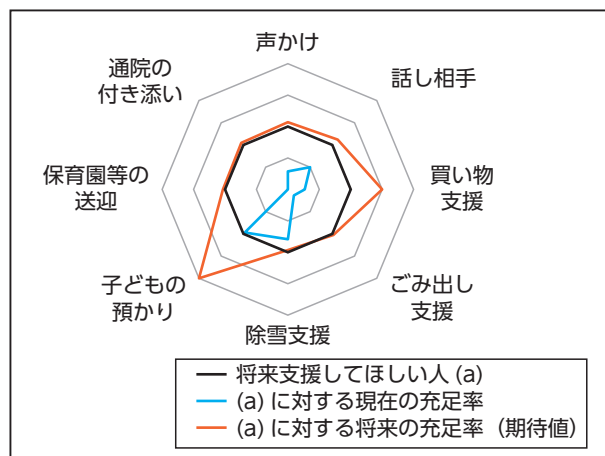 声かけ
話し相手
買い物
支援
ごみ出し
支援
除雪支援
子どもの
預かり
保育園等の
送迎
通院の
付き添い
将来支援してほしい人 (a)
(a) に対する現在の充足率
(a) に対する将来の充足率（期待値）